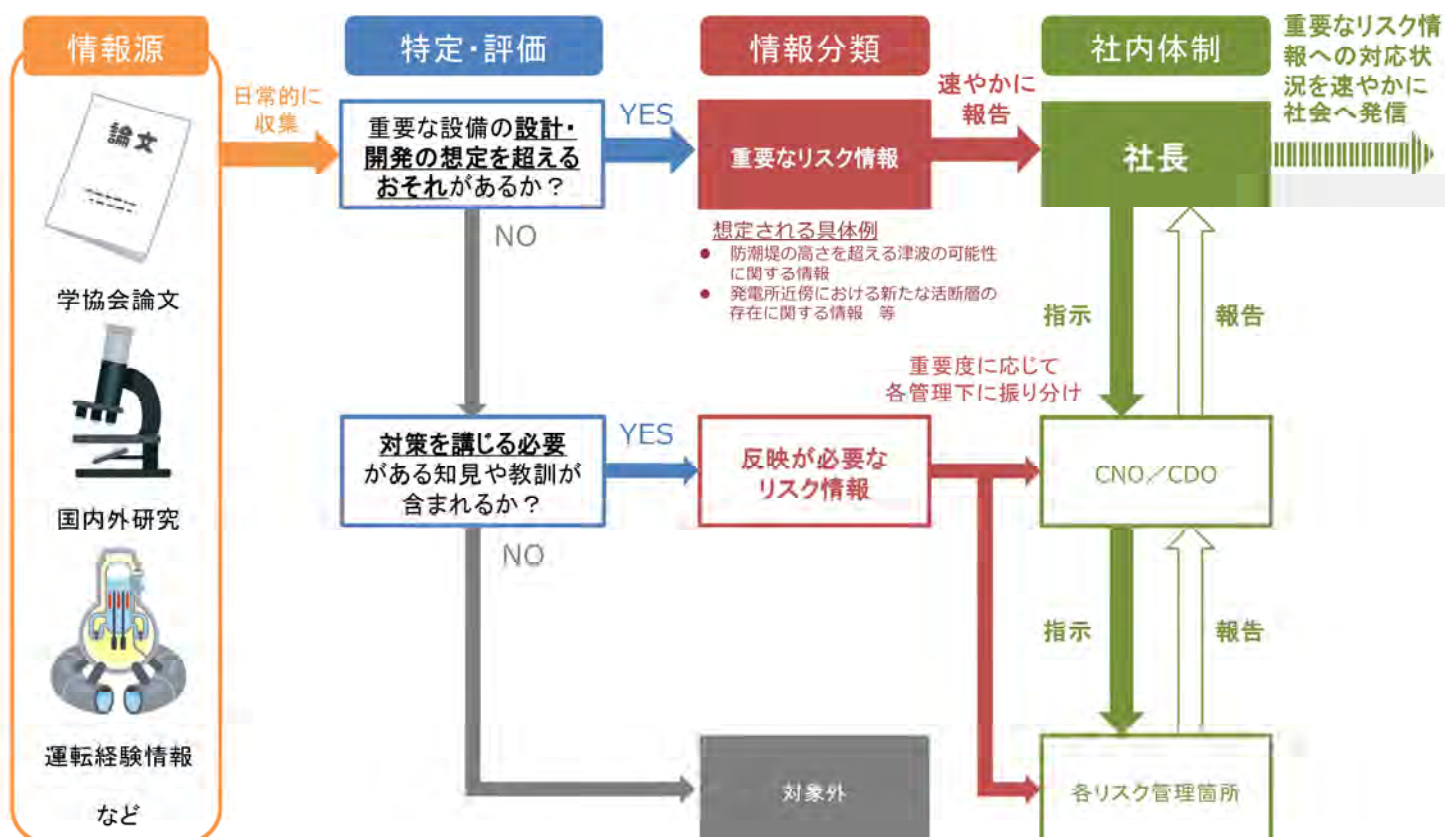 情報源
論文
学協会論文
国内外研究
運転経験情報
など
日常的に
収集
特定・評価
重要な設備の設計・
開発の想定を超える
おそれがあるか？
YES
NO
対策を講じる必要
がある知見や教訓が
含まれるか？
YES
NO
情報分類
重要なリスク情報
想定される具体例
● 防潮堤の高さを超える津波の可能性
に関する情報
● 発電所近傍における新たな活断層の
存在に関する情報　等
反映が必要な
リスク情報
対象外
速やかに
報告
重要度に応じて
各管理下に振り分け
社内体制
社長
指示
報告
CNO／CDO
指示
報告
各リスク管理箇所
重要なリスク情
報への対応状
況を速やかに
社会へ発信